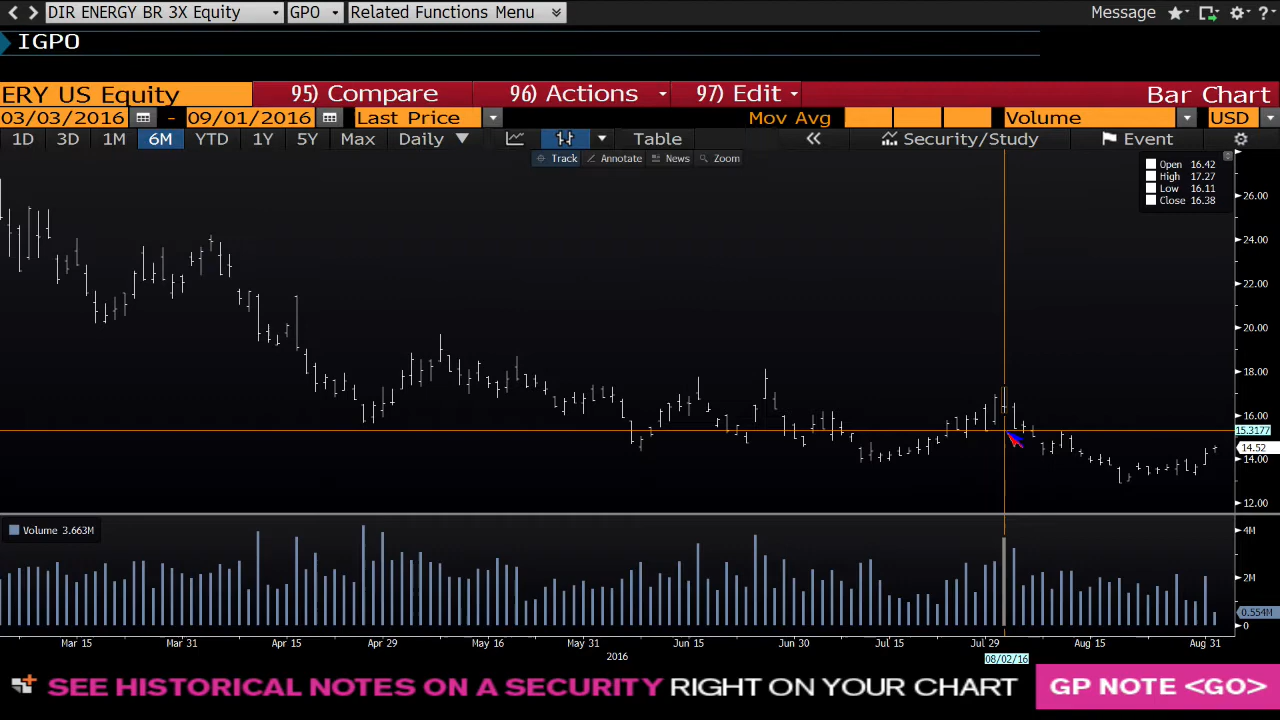 DIR ENERGY BR 3X Equity GPO Related Functions Menu Message ?
IGPO
ERY US Equity 95) Compare 96) Actions 97) Edit Bar Chart
03/03/2016 - 09/01/2016 Last Price Mov Avg Volume USD
1D 3D 1M 6M YTD 1Y 5Y Max Daily Table Security/Study Event
Track Annotate News Zoom
Open 16.42
High 17.27
Low 16.11
Close 16.38
26.00
24.00
22.00
20.00
18.00
16.00
15.3177
14.52
14.00
12.00
Volume 3.663M
4M
2M
0.554M
0
Mar 15 Mar 31 Apr 15 Apr 29 May 16 May 31 Jun 15 Jun 30 Jul 15 Jul 29 Aug 15 Aug 31
2016 08/02/16
SEE HISTORICAL NOTES ON A SECURITY RIGHT ON YOUR CHART GP NOTE <GO>